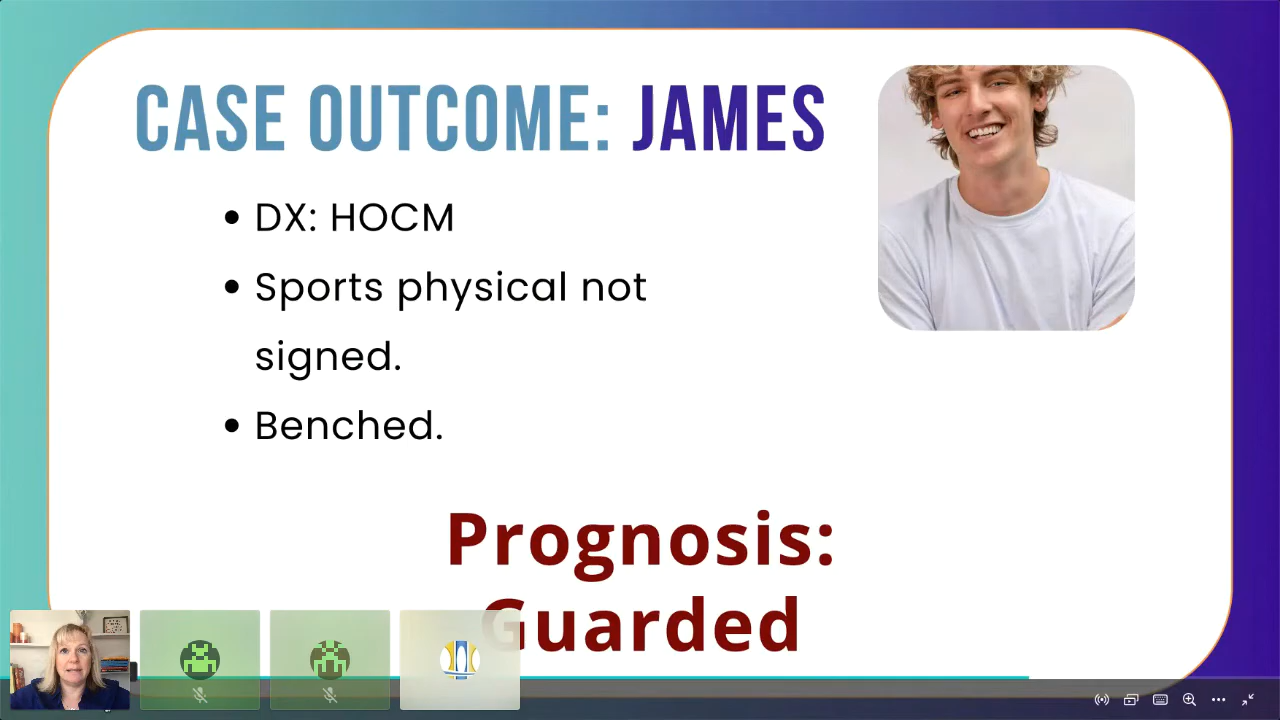 CASE OUTCOME: JAMES
• DX: HOCM
• Sports physical not
signed.
• Benched.
Prognosis:
Guarded